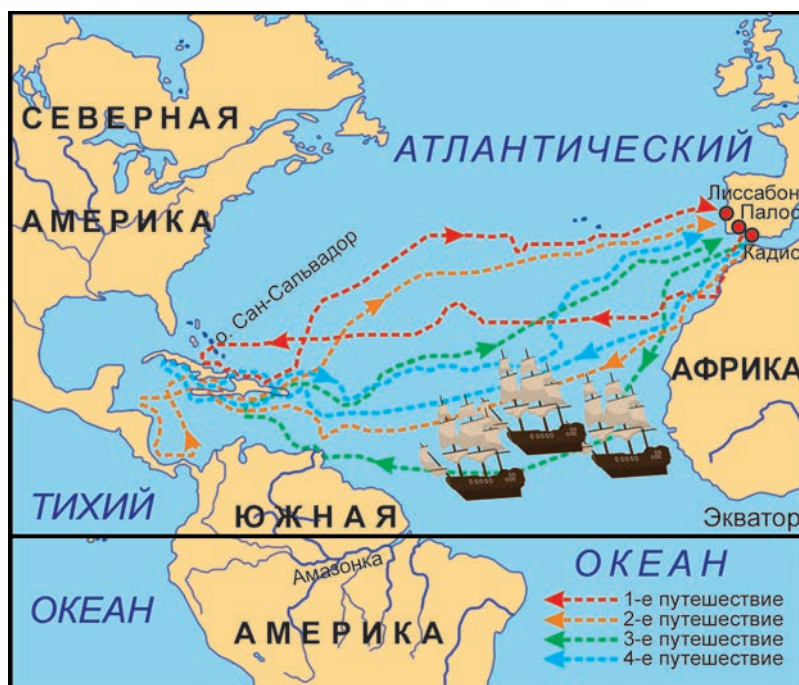 СЕВЕРНАЯ
АМЕРИКА
АТЛАНТИЧЕСКИЙ
Лиссабон
Палос
Кадис
о. Сан-Сальвадор
АФРИКА
ТИХИЙ
ЮЖНАЯ
Экватор
ОКЕАН
Амазонка
ОКЕАН
АМЕРИКА
1-е путешествие
2-е путешествие
3-е путешествие
4-е путешествие